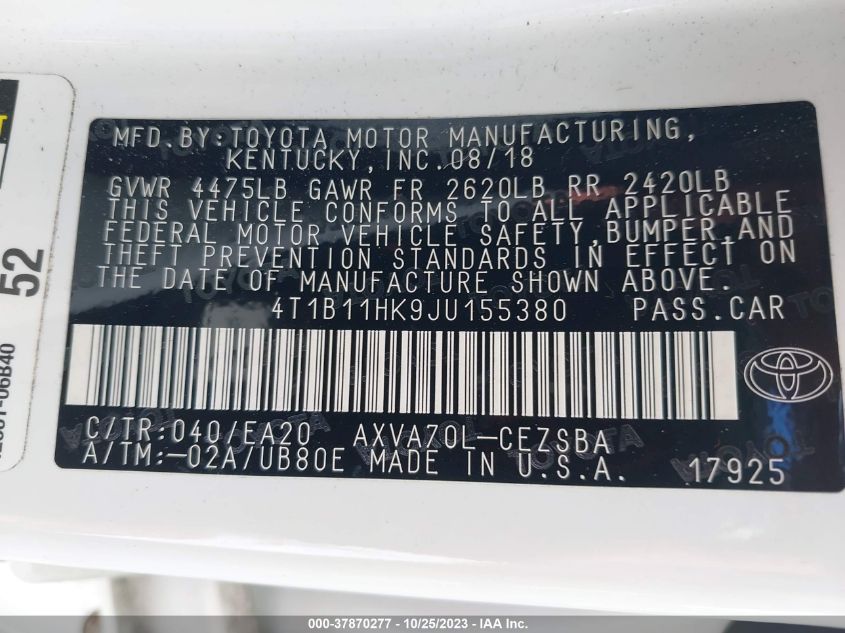 MFD.BY:TOYOTA MOTOR MANUFACTURING,
KENTUCKY,INC.08/18
GVWR 4475LB GAWR FR 2620LB RR 2420LB
THIS VEHICLE CONFORMS TO ALL APPLICABLE
FEDERAL MOTOR VEHICLE SAFETY,BUMPER,AND
THEFT PREVENTION STANDARDS IN EFFECT ON
THE DATE OF MANUFACTURE SHOWN ABOVE.
4T1B11HK9JU155380 PASS.CAR
C/TR:040/EA20 AXVA70L-CEZSBA
A/TM:-02A/UB80E MADE IN U.S.A. 17925
52
000-37870277 - 10/25/2023 - IAA Inc.